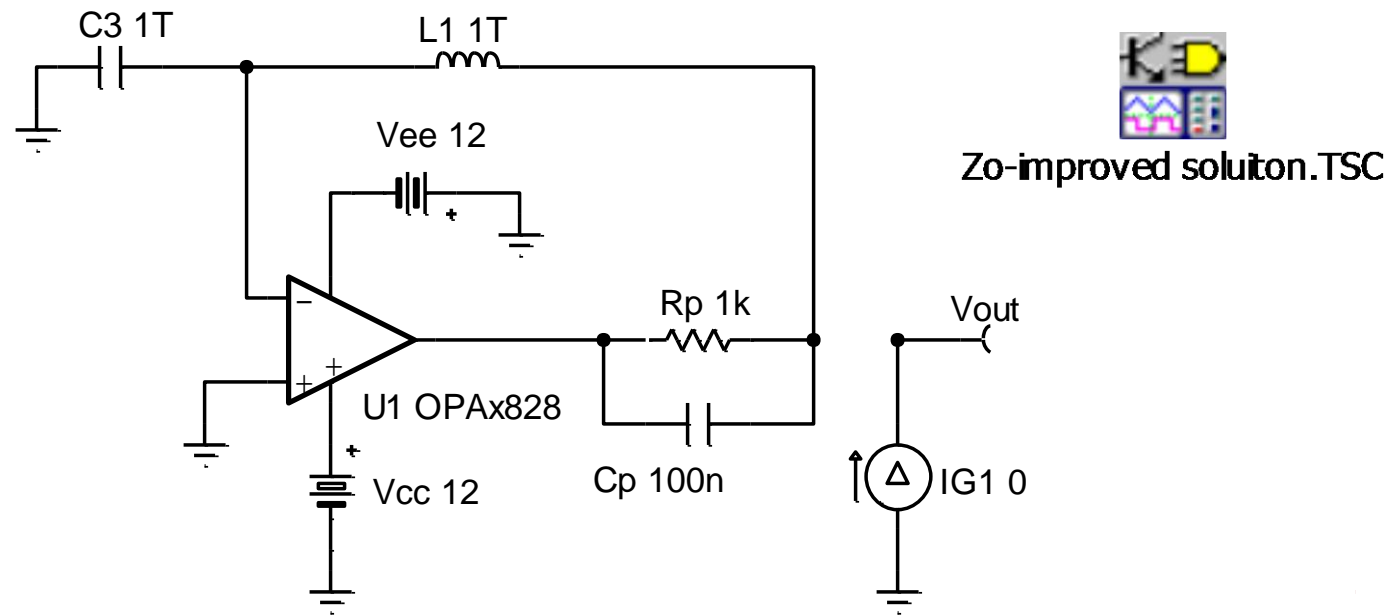 C3 1T
L1 1T
Vee 12
Zo-improved soluiton.TSC
Rp 1k
Vout
U1 OPAx828
Cp 100n
IG1 0
Vcc 12